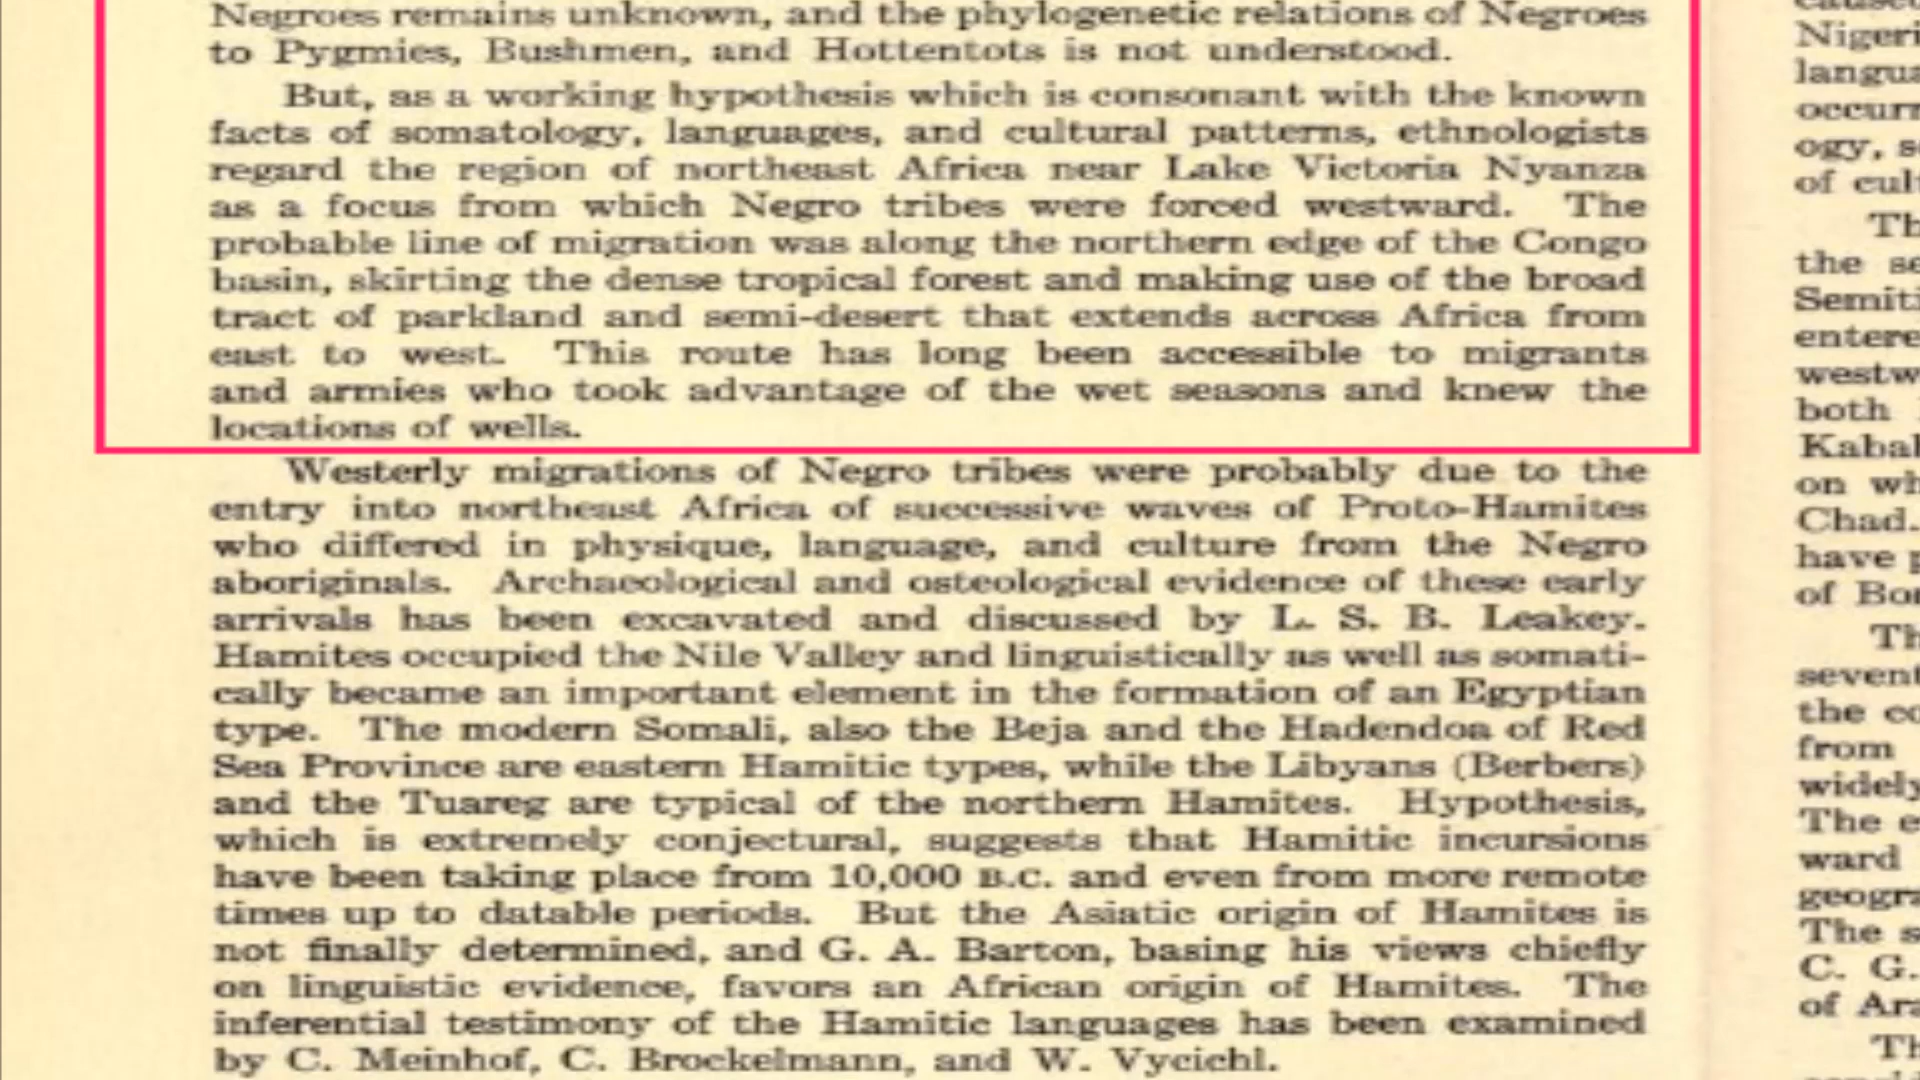 Negroes remains unknown, and the phylogenetic relations of Negroes
to Pygmies, Bushmen, and Hottentots is not understood.
But, as a working hypothesis which is consonant with the known
facts of somatology, languages, and cultural patterns, ethnologists
regard the region of northeast Africa near Lake Victoria Nyanza
as a focus from which Negro tribes were forced westward. The
probable line of migration was along the northern edge of the Congo
basin, skirting the dense tropical forest and making use of the broad
tract of parkland and semi-desert that extends across Africa from
east to west. This route has long been accessible to migrants
and armies who took advantage of the wet seasons and knew the
locations of wells.
Westerly migrations of Negro tribes were probably due to the
entry into northeast Africa of successive waves of Proto-Hamites
who differed in physique, language, and culture from the Negro
aboriginals. Archaeological and osteological evidence of these early
arrivals has been excavated and discussed by L. S. B. Leakey.
Hamites occupied the Nile Valley and linguistically as well as somati-
cally became an important element in the formation of an Egyptian
type. The modern Somali, also the Beja and the Hadendoa of Red
Sea Province are eastern Hamitic types, while the Libyans (Berbers)
and the Tuareg are typical of the northern Hamites. Hypothesis,
which is extremely conjectural, suggests that Hamitic incursions
have been taking place from 10,000 B.C. and even from more remote
times up to datable periods. But the Asiatic origin of Hamites is
not finally determined, and G. A. Barton, basing his views chiefly
on linguistic evidence, favors an African origin of Hamites. The
inferential testimony of the Hamitic languages has been examined
by C. Meinhof, C. Brockelmann, and W. Vycichl.
Nigeri
langua
occurr
ogy, s
of cult
Th
the se
Semiti
entere
westw
both
Kabal
on wh
Chad.
have p
of Bor
Th
sevent
the co
from
widely
The e
ward
geogra
The s
C. G.
of Ara
Th